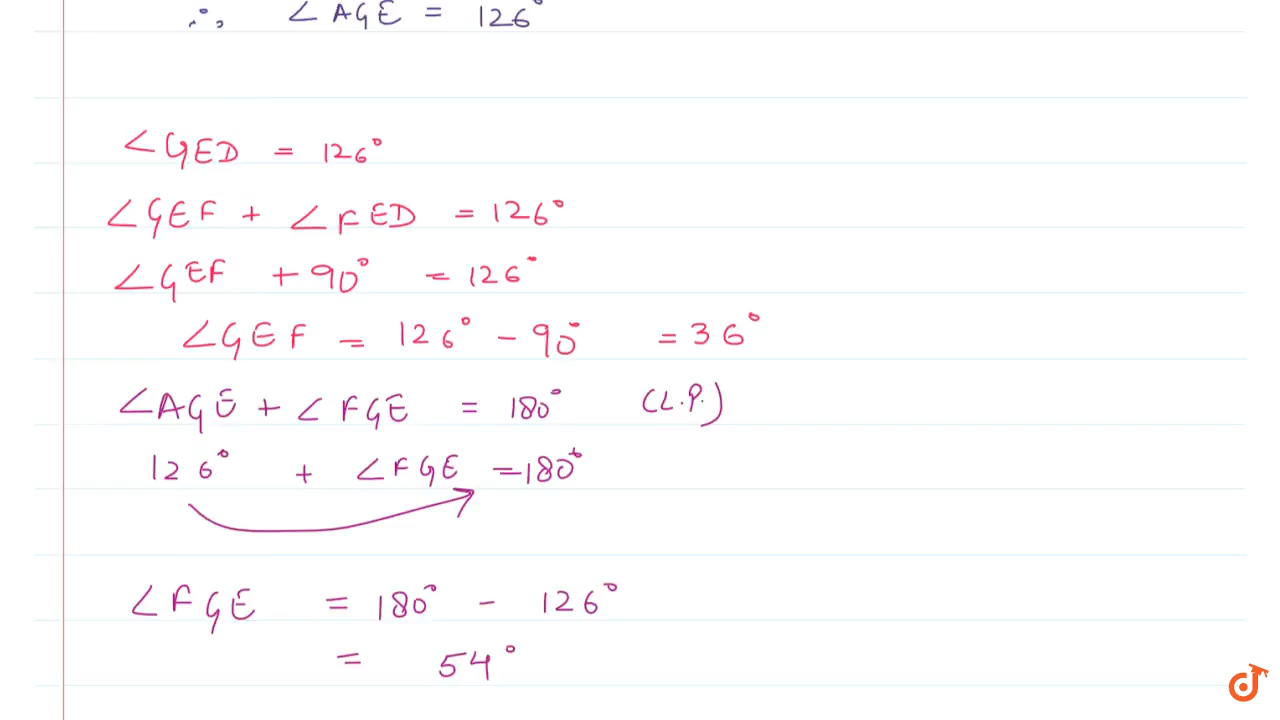 ∴ ∠AGE = 126°
∠GED = 126°
∠GEF + ∠FED = 126°
∠GEF + 90° = 126°
∠GEF = 126° - 90° = 36°
∠AGE + ∠FGE = 180° (L.P.)
126° + ∠FGE = 180°
∠FGE = 180° - 126°
= 54°